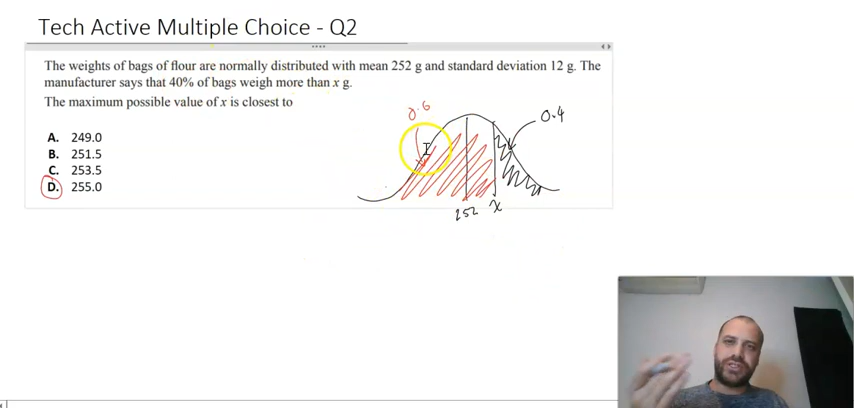 Tech Active Multiple Choice - Q2
The weights of bags of flour are normally distributed with mean 252 g and standard deviation 12 g. The
manufacturer says that 40% of bags weigh more than x g.
The maximum possible value of x is closest to
0.6
0.4
A. 249.0
B. 251.5
C. 253.5
D. 255.0
252 x